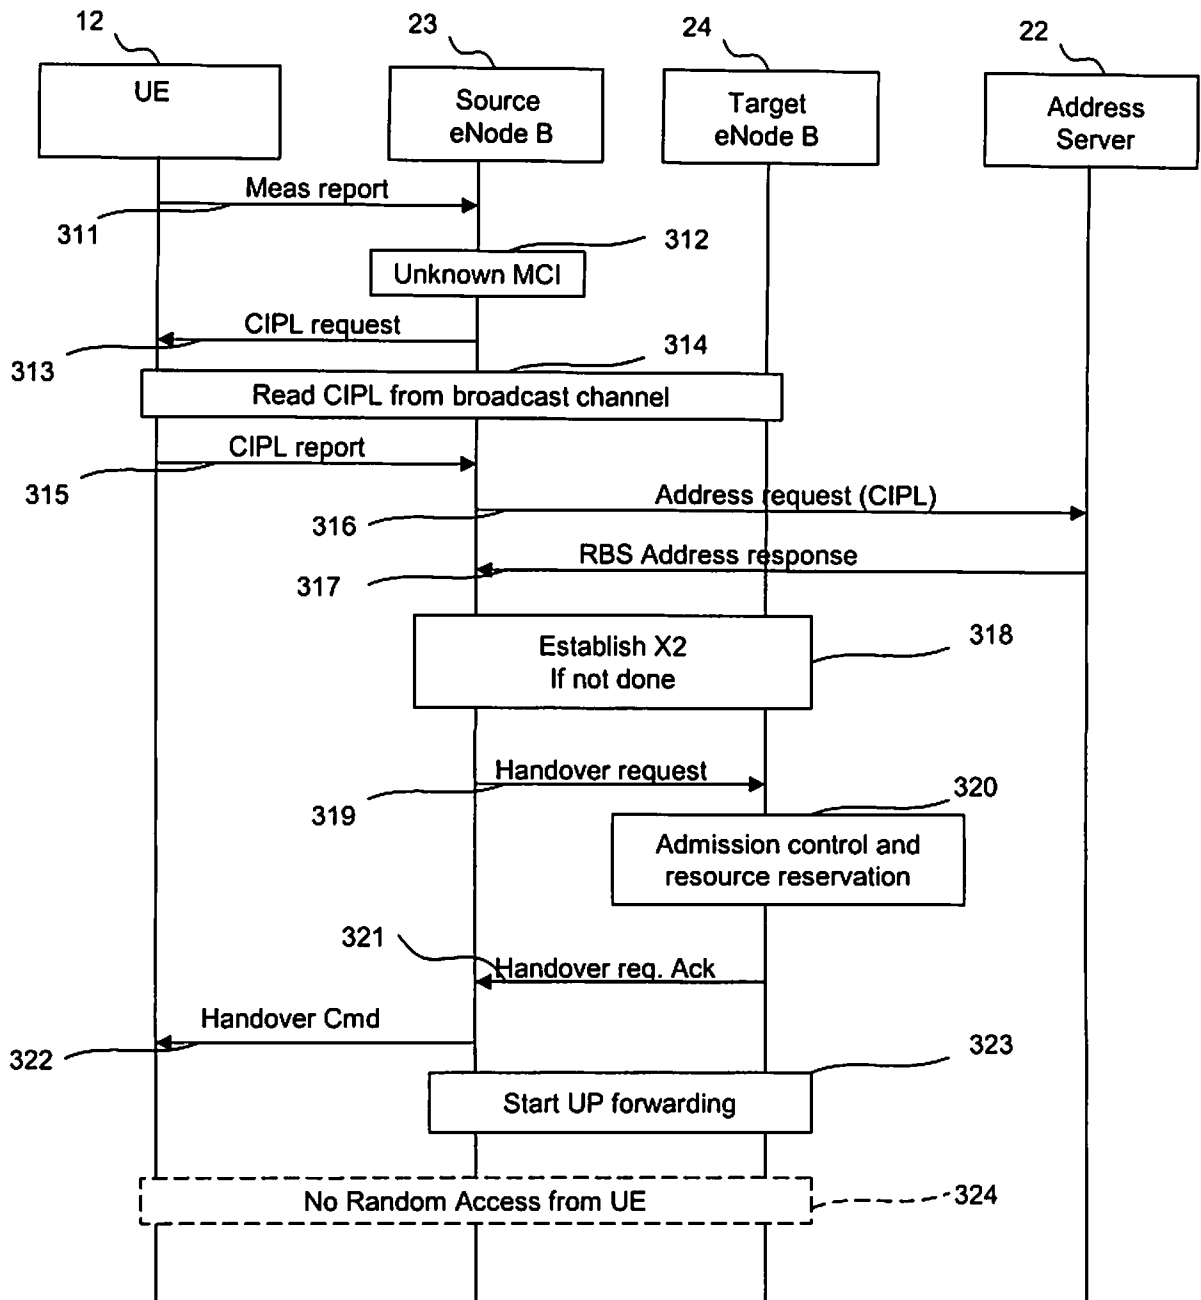 12
23
24
22
UE
Source
eNode B
Target
eNode B
Address
Server
Meas report
311
312
Unknown MCI
CIPL request
313
314
Read CIPL from broadcast channel
CIPL report
315
Address request (CIPL)
316
RBS Address response
317
Establish X2
If not done
318
Handover request
319
320
Admission control and
resource reservation
321
Handover req. Ack
Handover Cmd
322
323
Start UP forwarding
No Random Access from UE
324